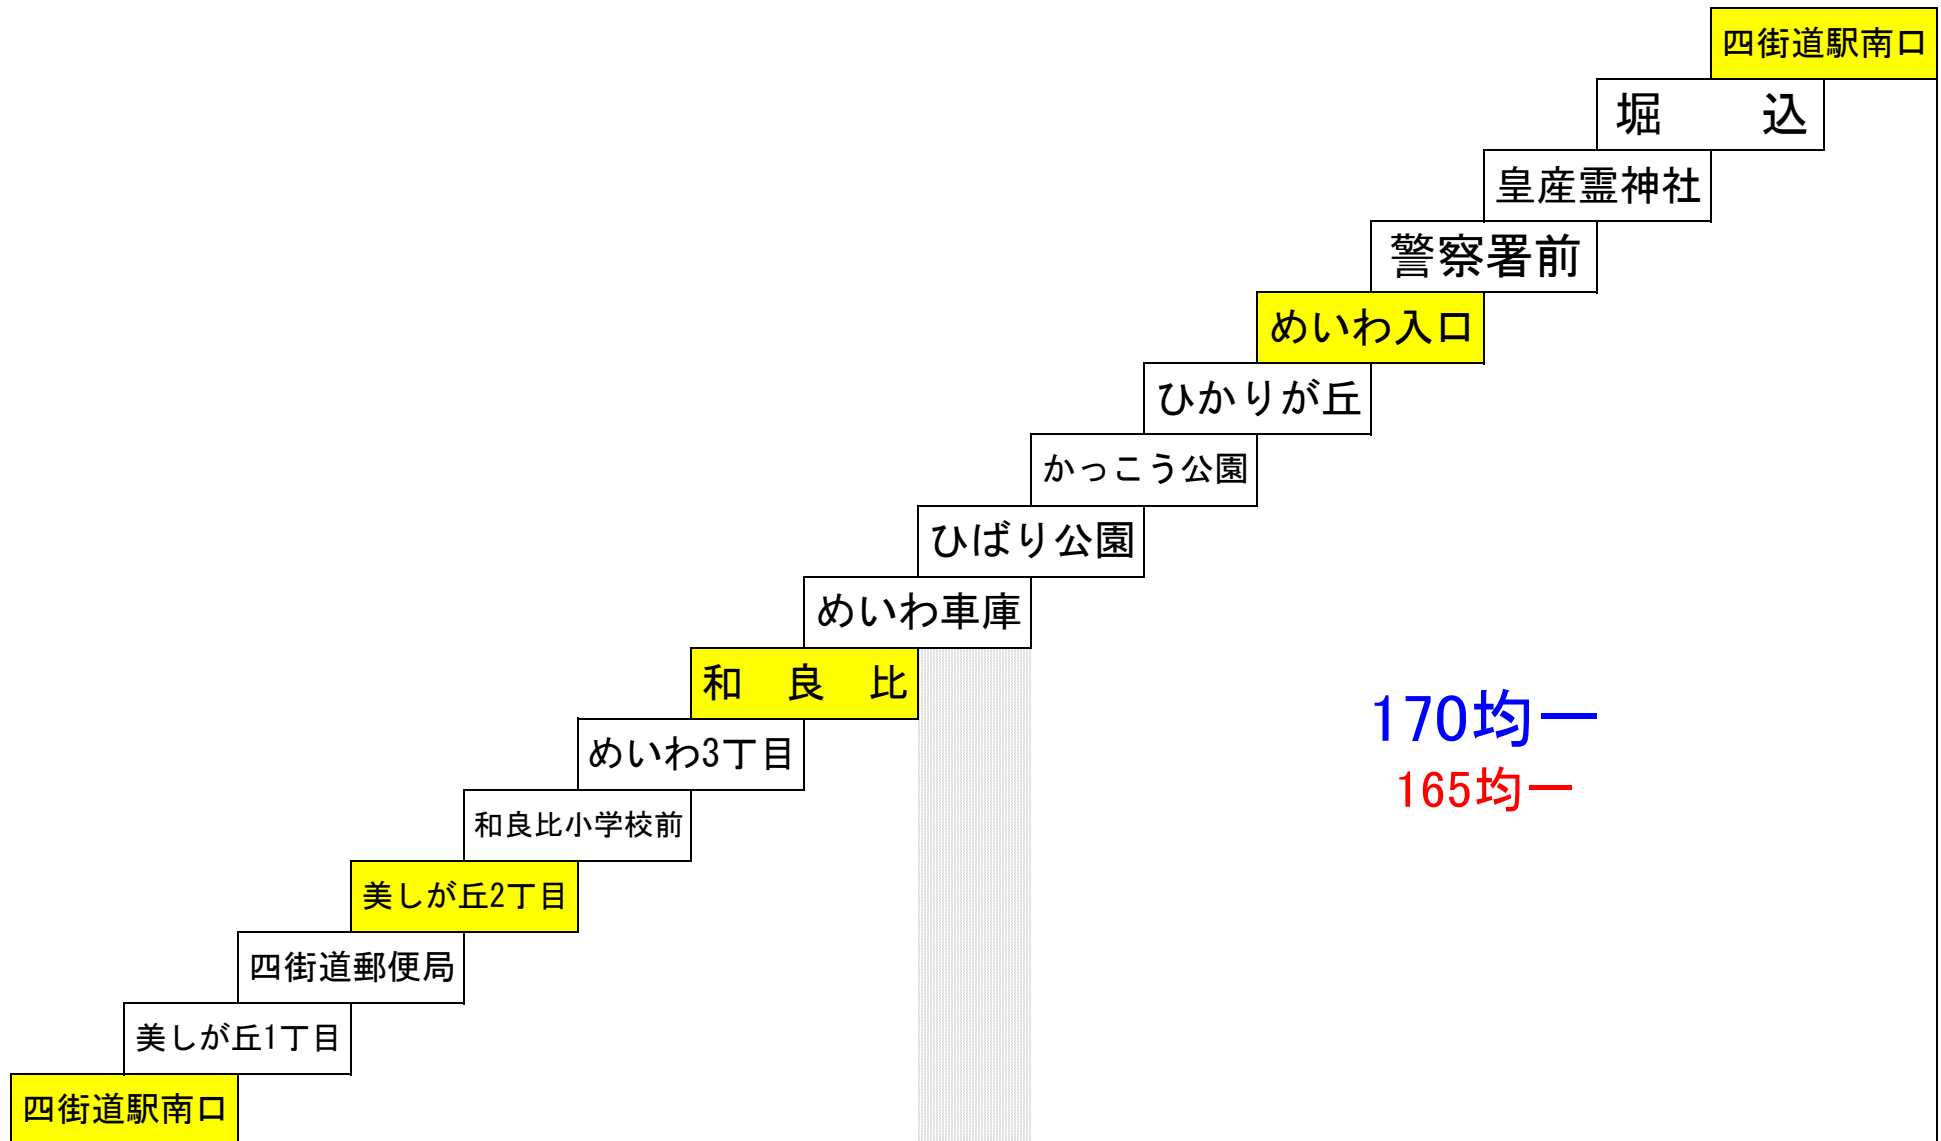 四街道駅南口
堀　込
皇産霊神社
警察署前
めいわ入口
ひかりが丘
かっこう公園
ひばり公園
めいわ車庫
和　良　比
めいわ3丁目
170均一
165均一
和良比小学校前
美しが丘2丁目
四街道郵便局
美しが丘1丁目
四街道駅南口